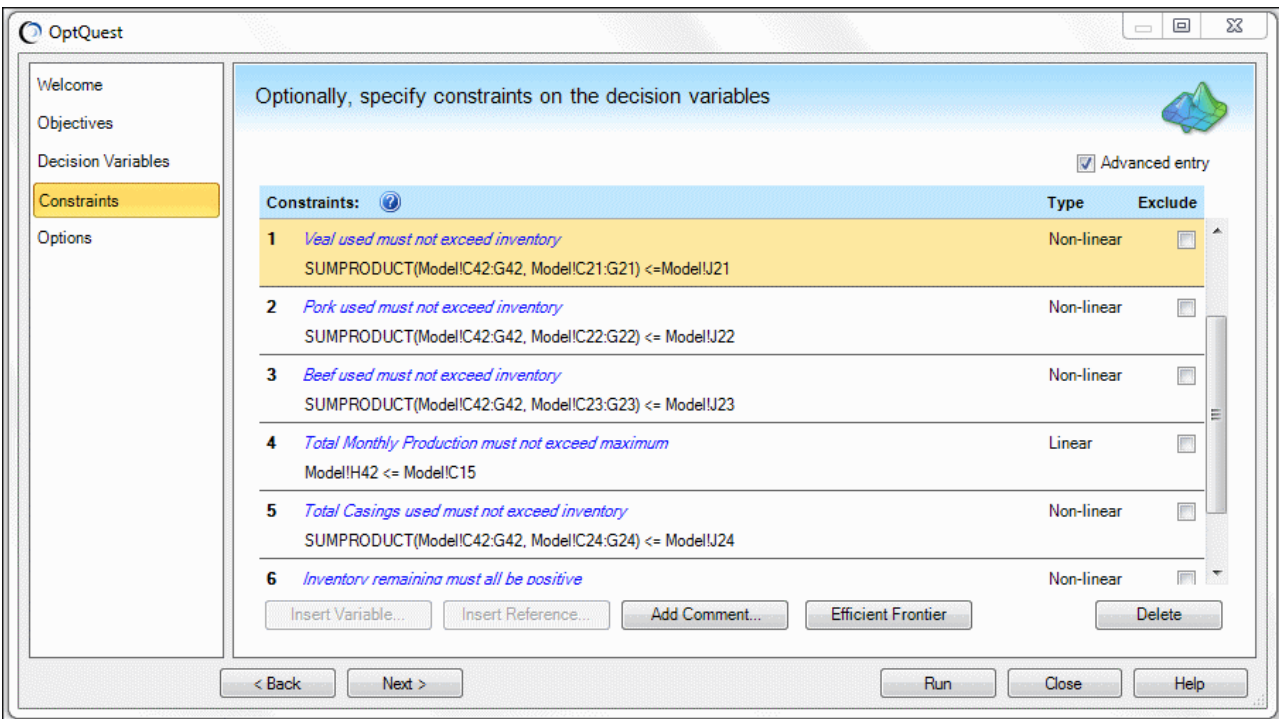 OptQuest
Welcome
Objectives
Decision Variables
Constraints
Options
Optionally, specify constraints on the decision variables
Advanced entry
Constraints: Type Exclude
1 Veal used must not exceed inventory Non-linear
SUMPRODUCT(Model!C42:G42, Model!C21:G21) <=Model!J21
2 Pork used must not exceed inventory Non-linear
SUMPRODUCT(Model!C42:G42, Model!C22:G22) <= Model!J22
3 Beef used must not exceed inventory Non-linear
SUMPRODUCT(Model!C42:G42, Model!C23:G23) <= Model!J23
4 Total Monthly Production must not exceed maximum Linear
Model!H42 <= Model!C15
5 Total Casings used must not exceed inventory Non-linear
SUMPRODUCT(Model!C42:G42, Model!C24:G24) <= Model!J24
6 Inventory remaining must all be positive Non-linear
Insert Variable... Insert Reference... Add Comment... Efficient Frontier Delete
< Back Next > Run Close Help